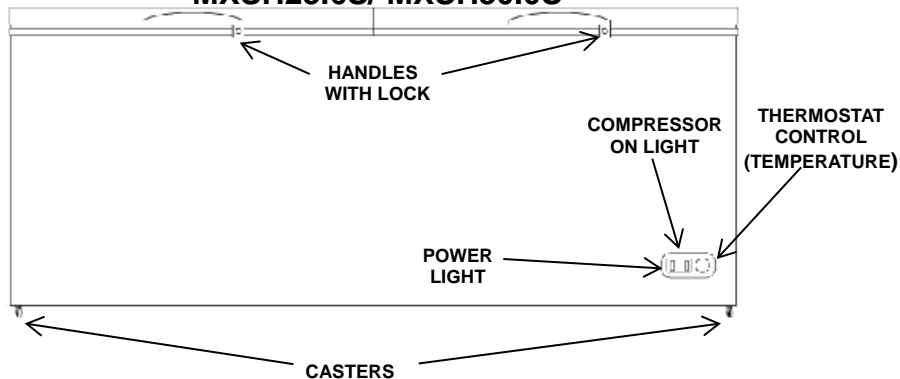 HANDLES
WITH LOCK
COMPRESSOR
ON LIGHT
THERMOSTAT
CONTROL
(TEMPERATURE)
POWER
LIGHT
CASTERS